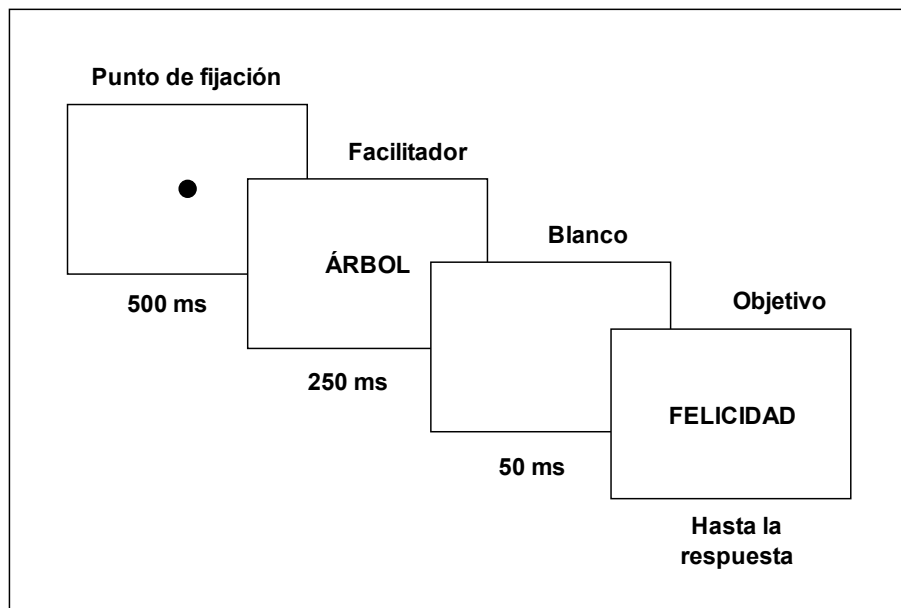 Punto de fijación
500 ms
Facilitador
ÁRBOL
250 ms
Blanco
50 ms
Objetivo
FELICIDAD
Hasta la
respuesta